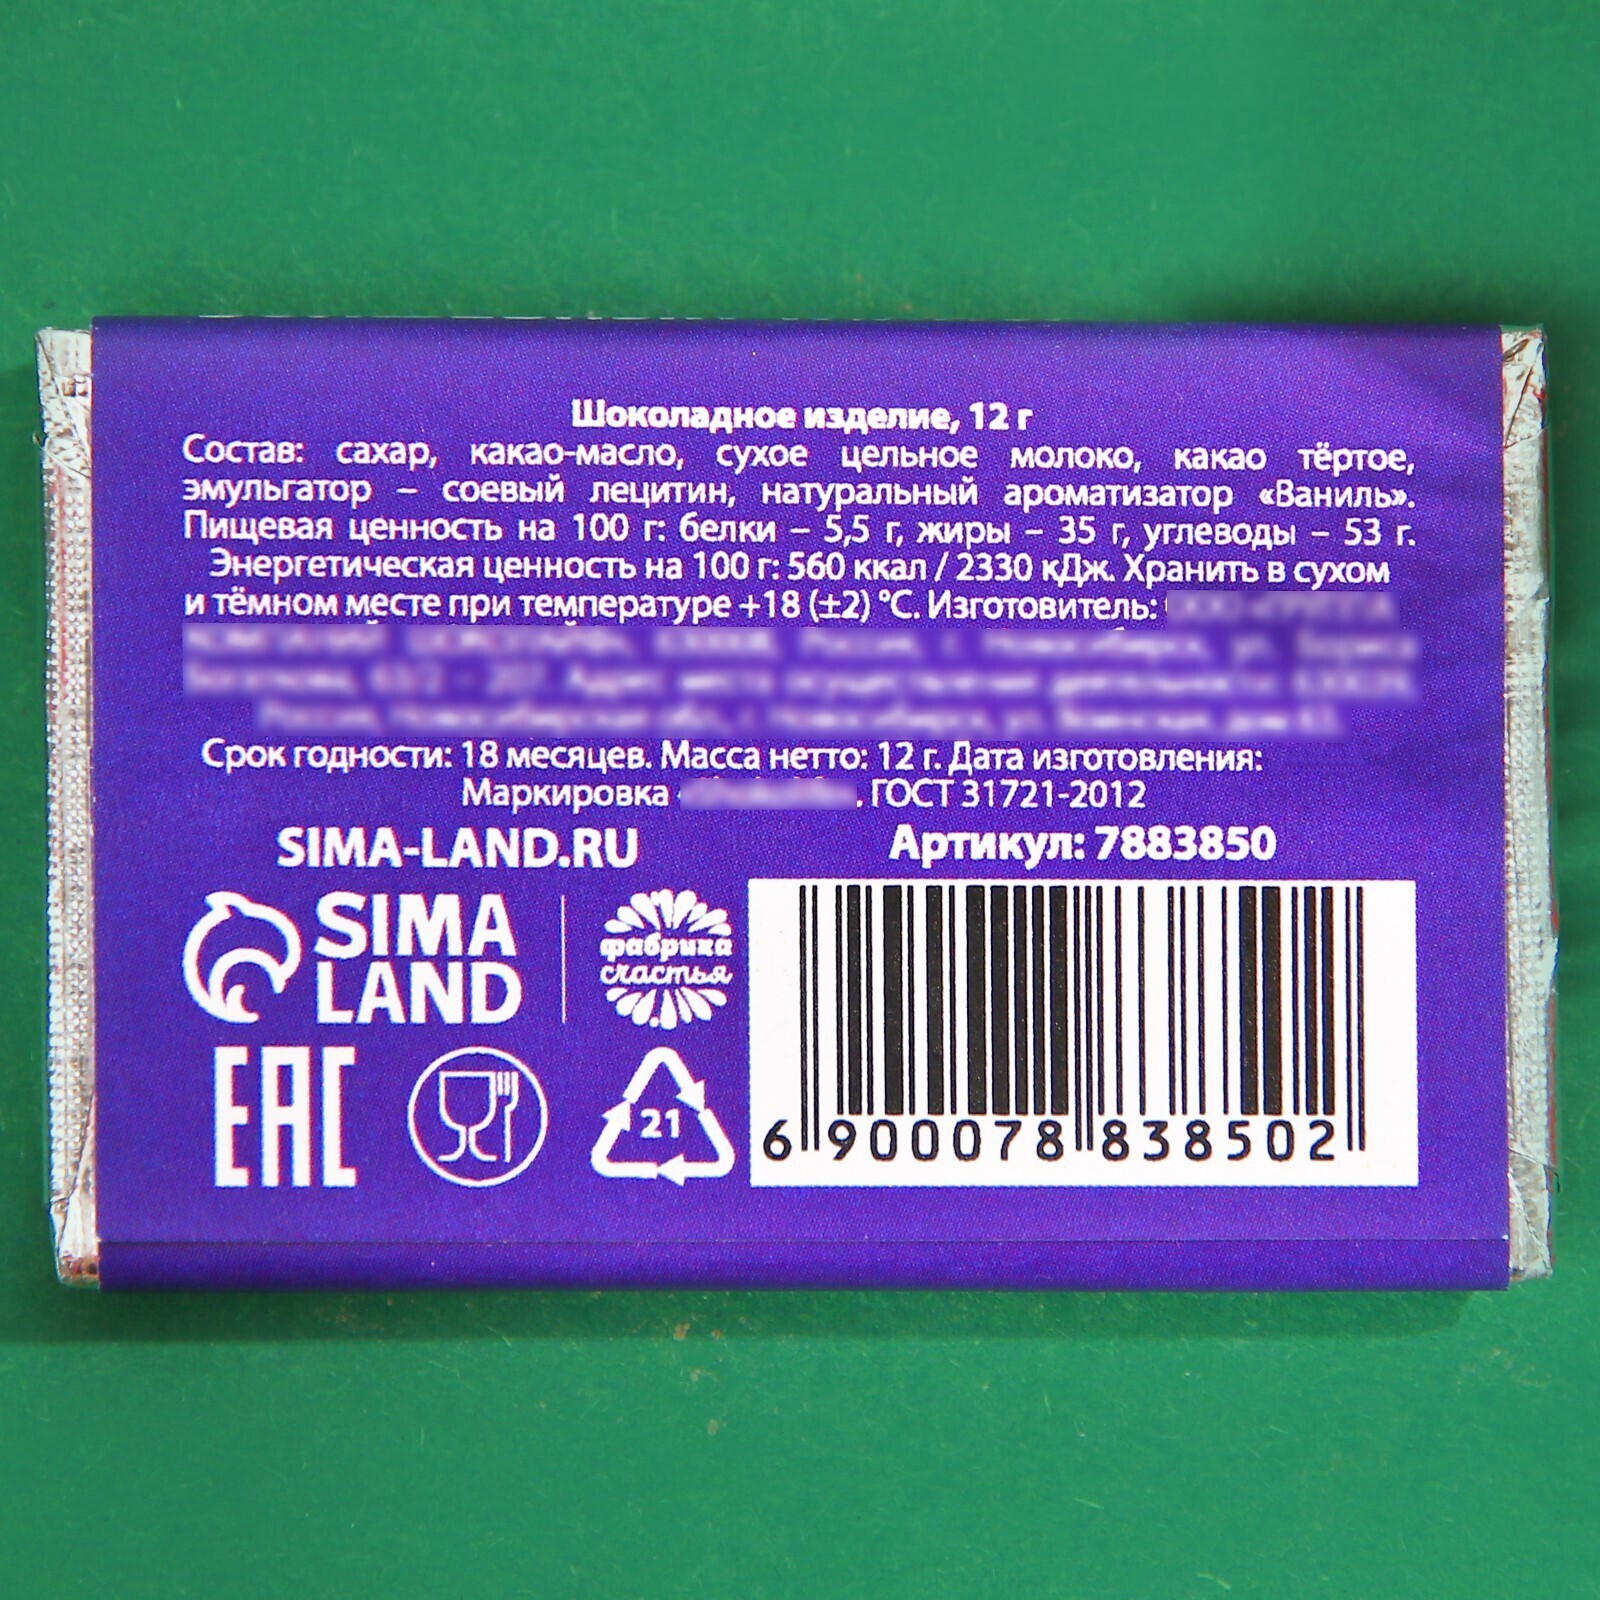 Шоколадное изделие, 12 г
Состав: сахар, какао-масло, сухое цельное молоко, какао тёртое,
эмульгатор – соевый лецитин, натуральный ароматизатор «Ваниль».
Пищевая ценность на 100 г: белки – 5,5 г, жиры – 35 г, углеводы – 53 г.
Энергетическая ценность на 100 г: 560 ккал / 2330 кДж. Хранить в сухом
и тёмном месте при температуре +18 (±2) °С. Изготовитель:
Срок годности: 18 месяцев. Масса нетто: 12 г. Дата изготовления:
Маркировка . ГОСТ 31721-2012
SIMA-LAND.RU
Артикул: 7883850
SIMA
LAND
фабрика
счастья
EAC
21
6 900078 838502